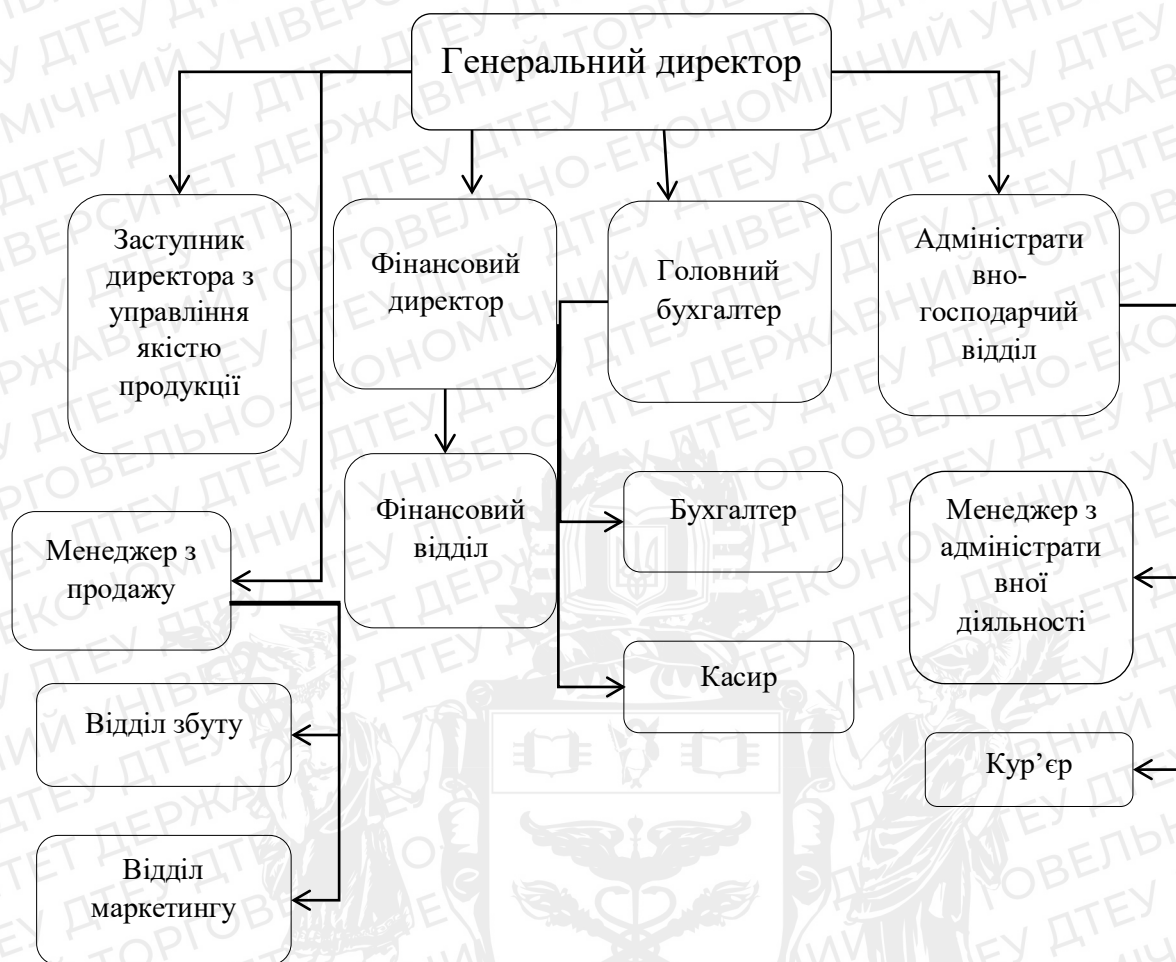 Генеральний директор
Заступник
директора з
управління
якістю
продукції
Фінансовий
директор
Головний
бухгалтер
Адміністрати
вно-
господарчий
відділ
Фінансовий
відділ
Бухгалтер
Менеджер з
адміністрати
вної
діяльності
Менеджер з
продажу
Касир
Відділ збуту
Кур’єр
Відділ
маркетингу